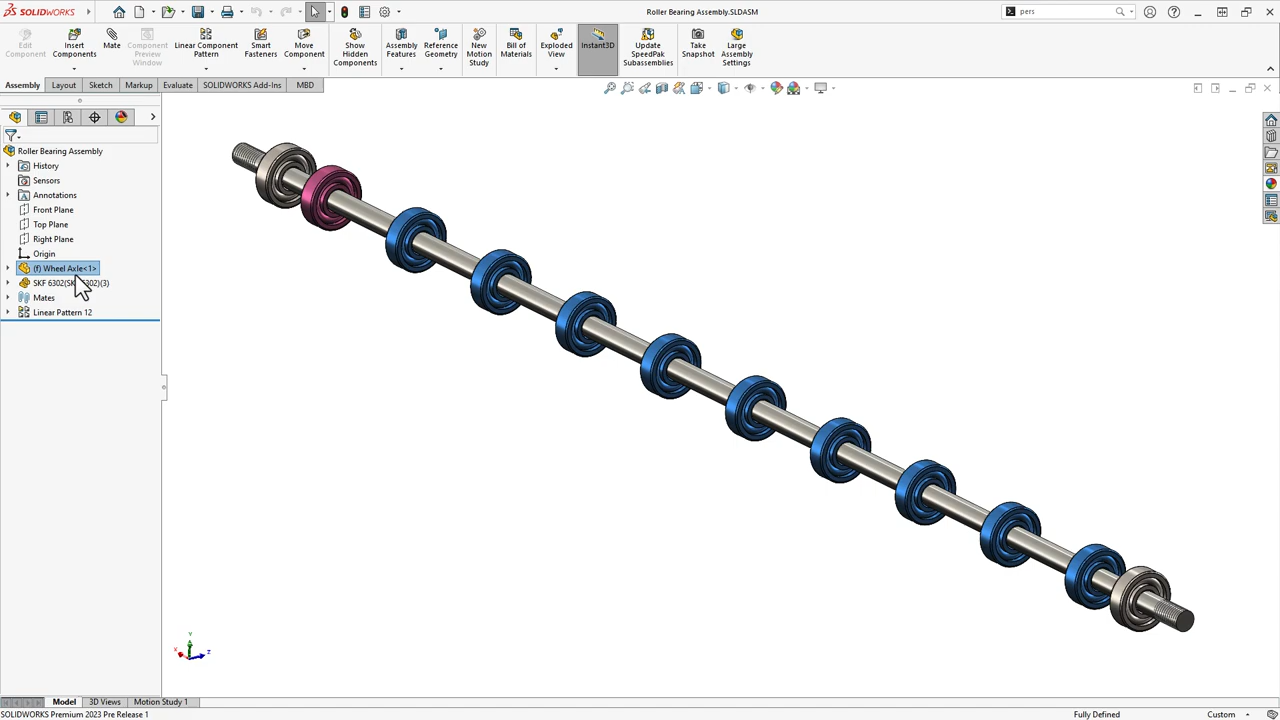 SOLIDWORKS
Roller Bearing Assembly.SLDASM
pers
Edit Component
Insert Components
Mate
Component Preview Window
Linear Component Pattern
Smart Fasteners
Move Component
Show Hidden Components
Assembly Features
Reference Geometry
New Motion Study
Bill of Materials
Exploded View
Instant3D
Update SpeedPak Subassemblies
Take Snapshot
Large Assembly Settings
Assembly
Layout
Sketch
Markup
Evaluate
SOLIDWORKS Add-Ins
MBD
Roller Bearing Assembly
History
Sensors
Annotations
Front Plane
Top Plane
Right Plane
Origin
(f) Wheel Axle<1>
SKF 6302(SK 302)(3)
Mates
Linear Pattern 12
Y
X
Z
Model
3D Views
Motion Study 1
SOLIDWORKS Premium 2023 Pre Release 1
Fully Defined
Custom